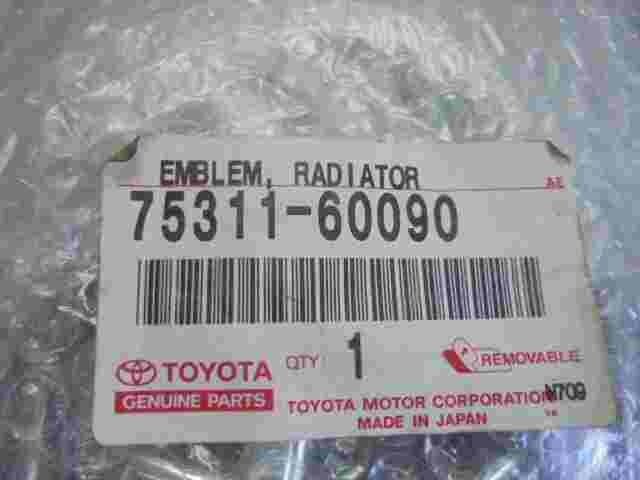 EMBLEM, RADIATOR
75311-60090
TOYOTA
GENUINE PARTS
QTY 1
REMOVABLE
TOYOTA MOTOR CORPORATION
MADE IN JAPAN
N709